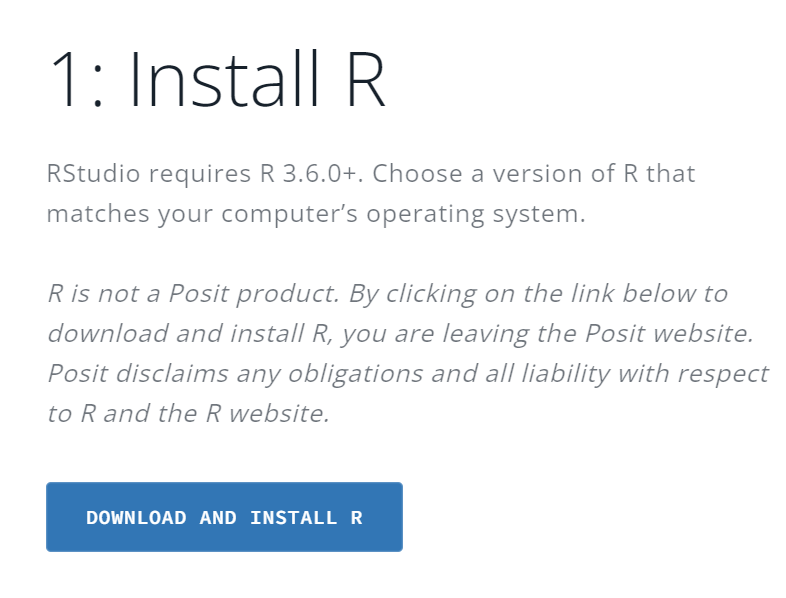 1: Install R
RStudio requires R 3.6.0+. Choose a version of R that
matches your computer’s operating system.
R is not a Posit product. By clicking on the link below to
download and install R, you are leaving the Posit website.
Posit disclaims any obligations and all liability with respect
to R and the R website.
DOWNLOAD AND INSTALL R